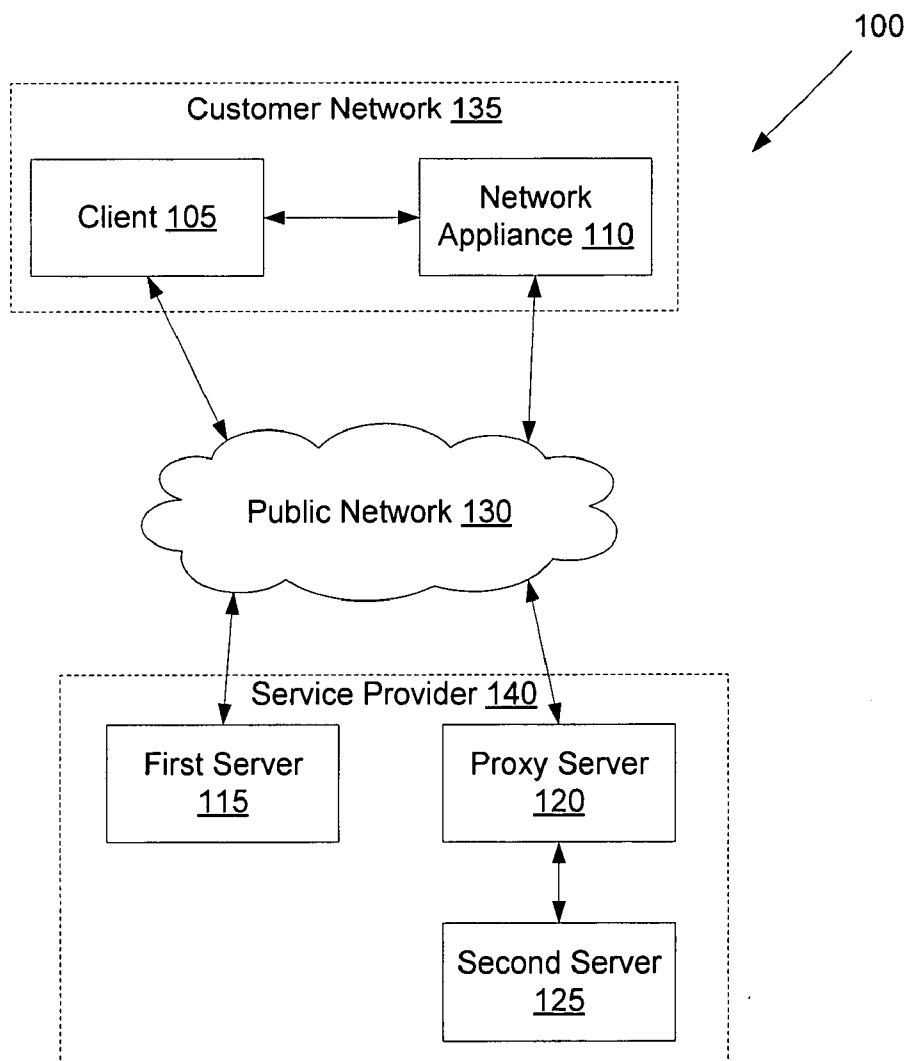 100
Customer Network 135
Client 105
Network
Appliance 110
Public Network 130
Service Provider 140
First Server
115
Proxy Server
120
Second Server
125